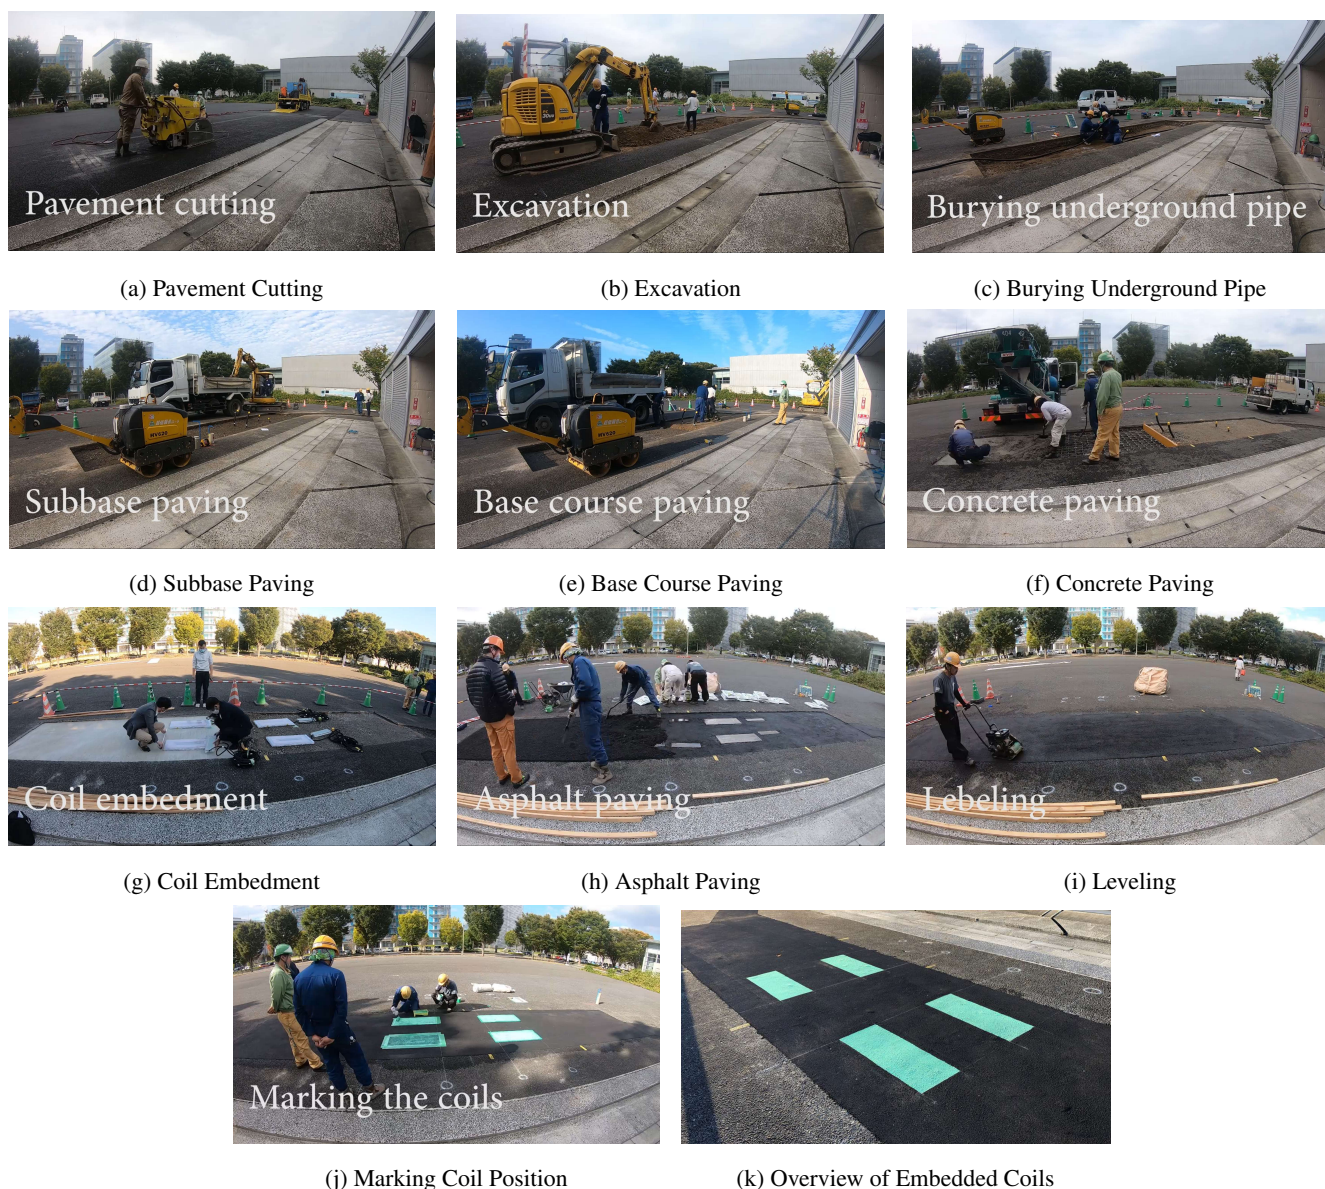 Pavement cutting
Excavation
Burying underground pipe
(a) Pavement Cutting
(b) Excavation
(c) Burying Underground Pipe
Subbase paving
Base course paving
Concrete paving
(d) Subbase Paving
(e) Base Course Paving
(f) Concrete Paving
Coil embedment
Asphalt paving
Lebeling
(g) Coil Embedment
(h) Asphalt Paving
(i) Leveling
Marking the coils
(j) Marking Coil Position
(k) Overview of Embedded Coils